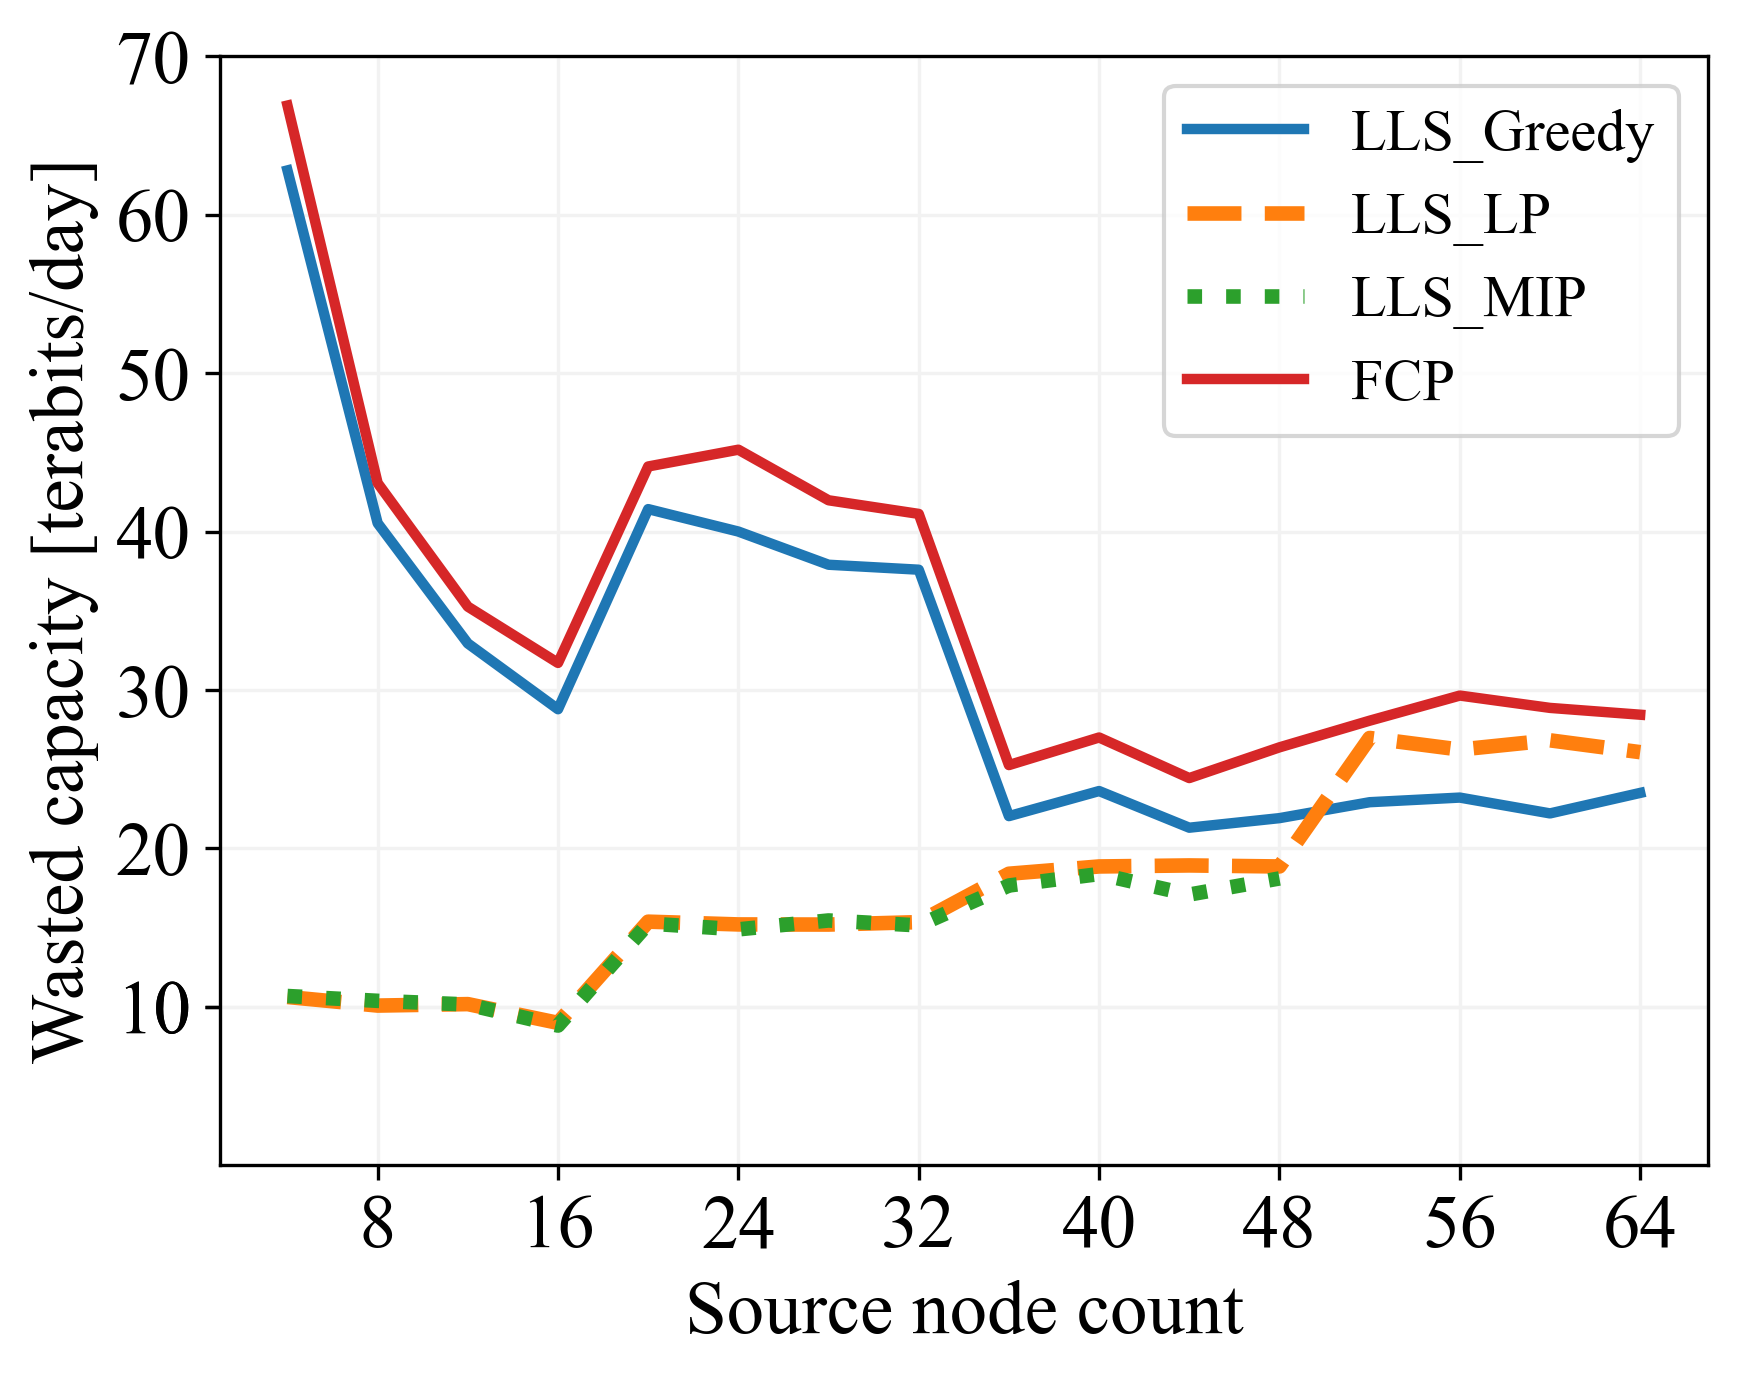 Wasted capacity [terabits/day]
70
60
50
40
30
20
10
LLS_Greedy
LLS_LP
LLS_MIP
FCP
8 16 24 32 40 48 56 64
Source node count